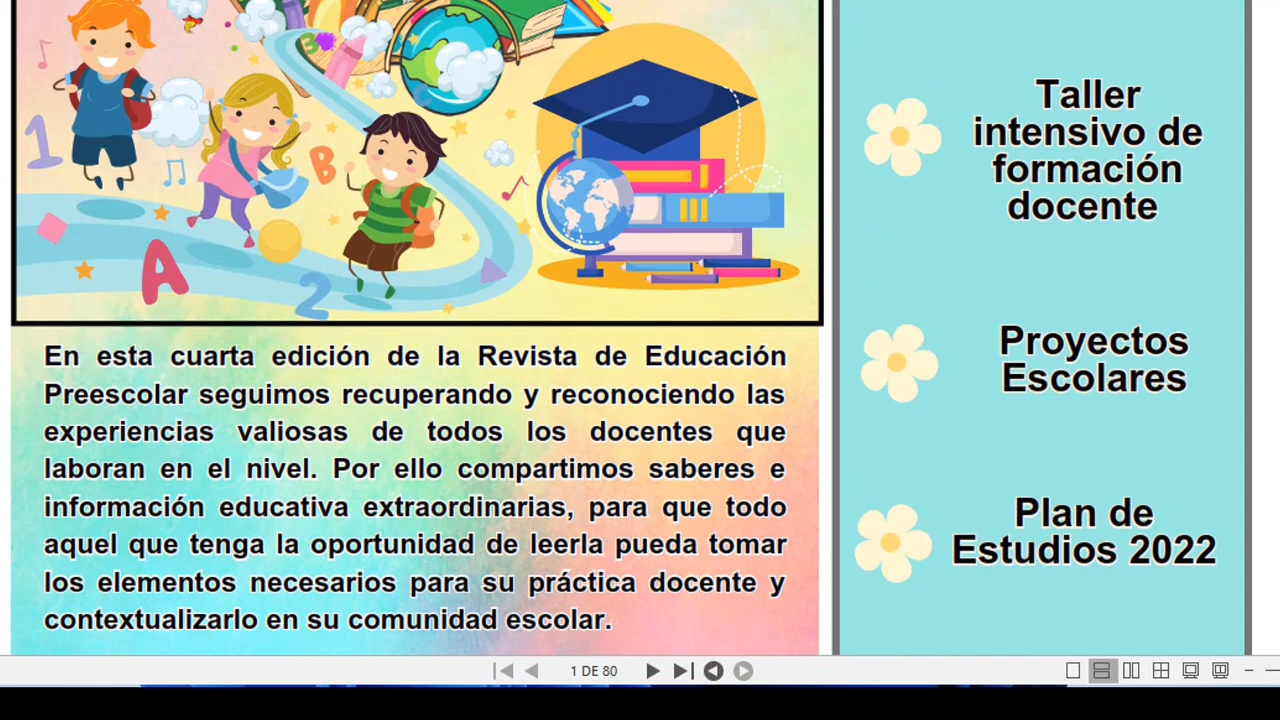 3
1
B
A
2
En esta cuarta edición de la Revista de Educación
Preescolar seguimos recuperando y reconociendo las
experiencias valiosas de todos los docentes que
laboran en el nivel. Por ello compartimos saberes e
información educativa extraordinarias, para que todo
aquel que tenga la oportunidad de leerla pueda tomar
los elementos necesarios para su práctica docente y
contextualizarlo en su comunidad escolar.
Taller
intensivo de
formación
docente
Proyectos
Escolares
Plan de
Estudios 2022
1 DE 80